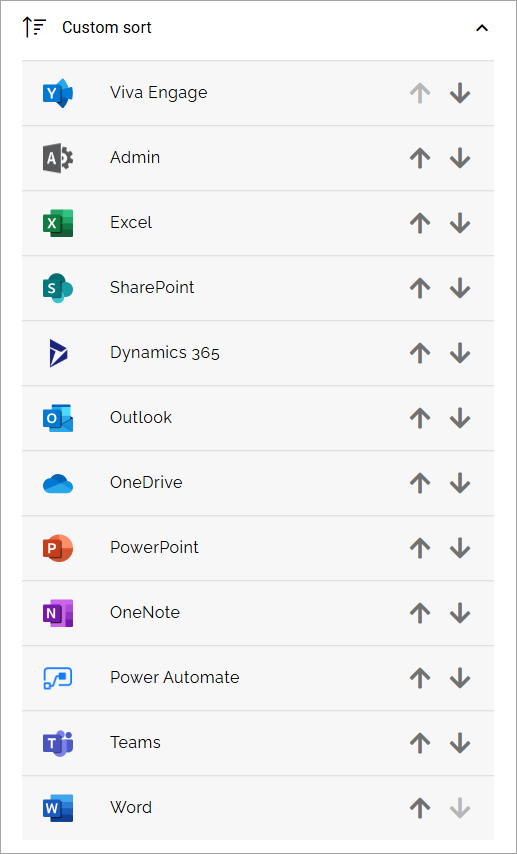 Custom sort
Viva Engage
Admin
Excel
SharePoint
Dynamics 365
Outlook
OneDrive
PowerPoint
OneNote
Power Automate
Teams
Word